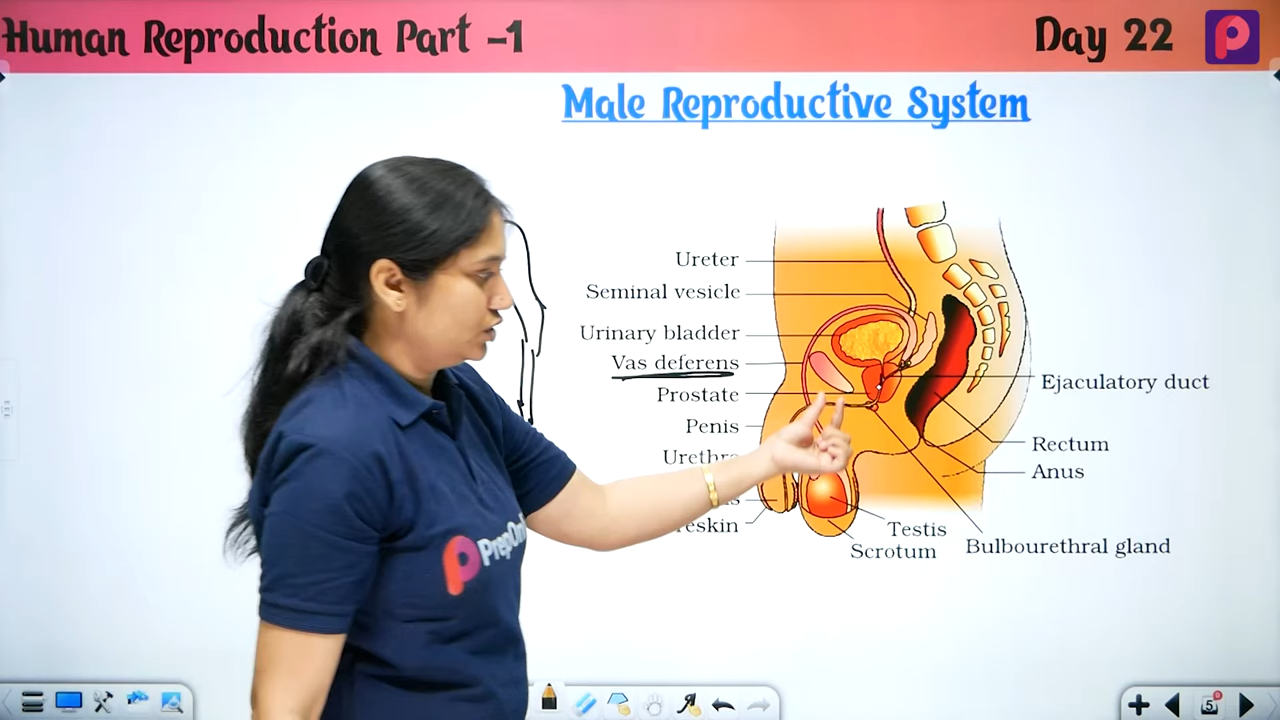 Human Reproduction Part -1
Day 22
Male Reproductive System
Ureter
Seminal vesicle
Urinary bladder
Vas deferens
Prostate
Penis
Ejaculatory duct
Rectum
Anus
Testis
Scrotum
Bulbourethral gland
5